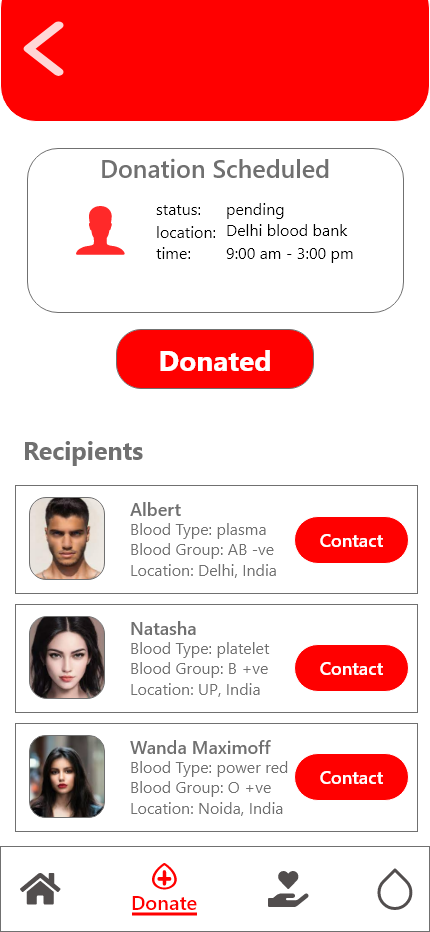 Donation Scheduled
status: pending
location: Delhi blood bank
time: 9:00 am - 3:00 pm
Donated
Recipients
Albert
Blood Type: plasma
Blood Group: AB -ve
Location: Delhi, India
Contact
Natasha
Blood Type: platelet
Blood Group: B +ve
Location: UP, India
Contact
Wanda Maximoff
Blood Type: power red
Blood Group: O +ve
Location: Noida, India
Contact
Donate